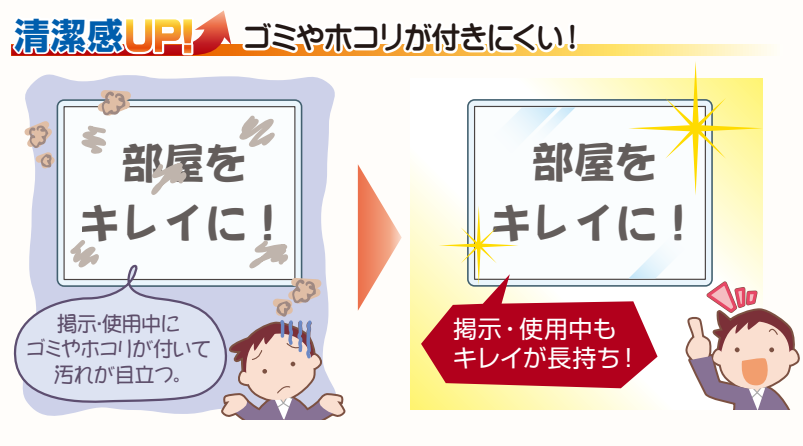 清潔感UP! ゴミやホコリが付きにくい!
部屋を
キレイに!
掲示・使用中に
ゴミやホコリが付いて
汚れが目立つ。
部屋を
キレイに!
掲示・使用中も
キレイが長持ち!